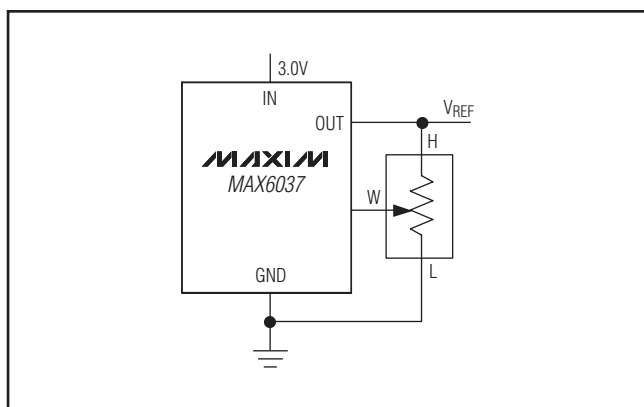 3.0V
IN
OUT
VREF
H
MAXIM
MAX6037
W
L
GND